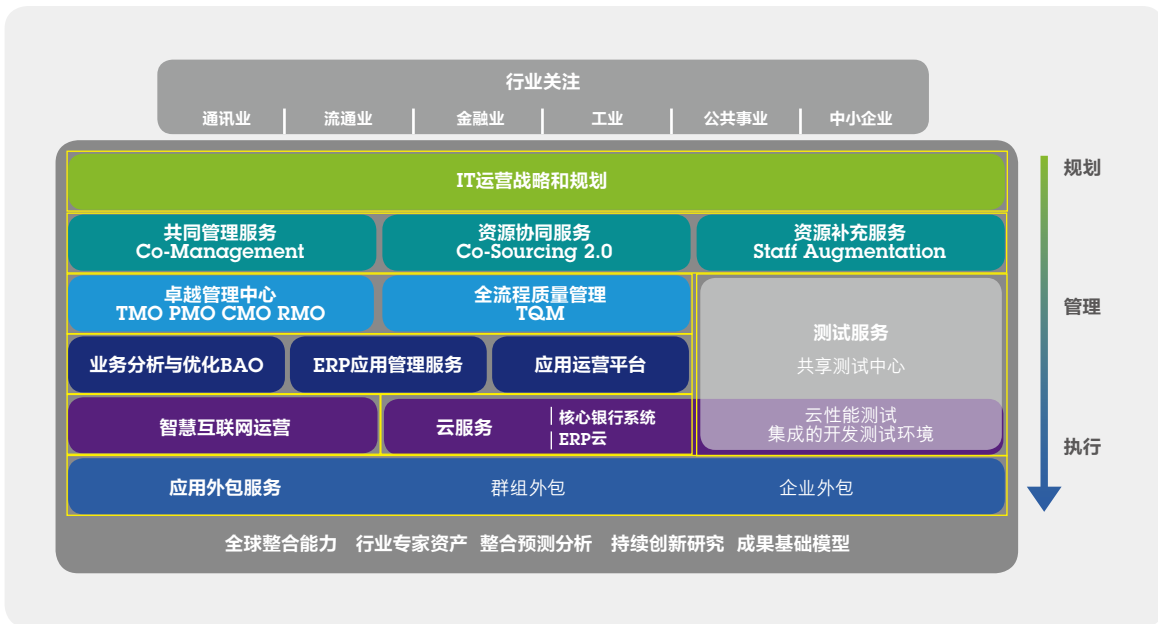 行业关注
通讯业 流通业 金融业 工业 公共事业 中小企业
规划
IT运营战略和规划
共同管理服务
Co-Management
资源协同服务
Co-Sourcing 2.0
资源补充服务
Staff Augmentation
卓越管理中心
TMO PMO CMO RMO
全流程质量管理
TQM
管理
测试服务
共享测试中心
业务分析与优化BAO
ERP应用管理服务
应用运营平台
智慧互联网运营
云服务
核心银行系统
ERP云
云性能测试
集成的开发测试环境
执行
应用外包服务 群组外包 企业外包
全球整合能力 行业专家资产 整合预测分析 持续创新研究 成果基础模型